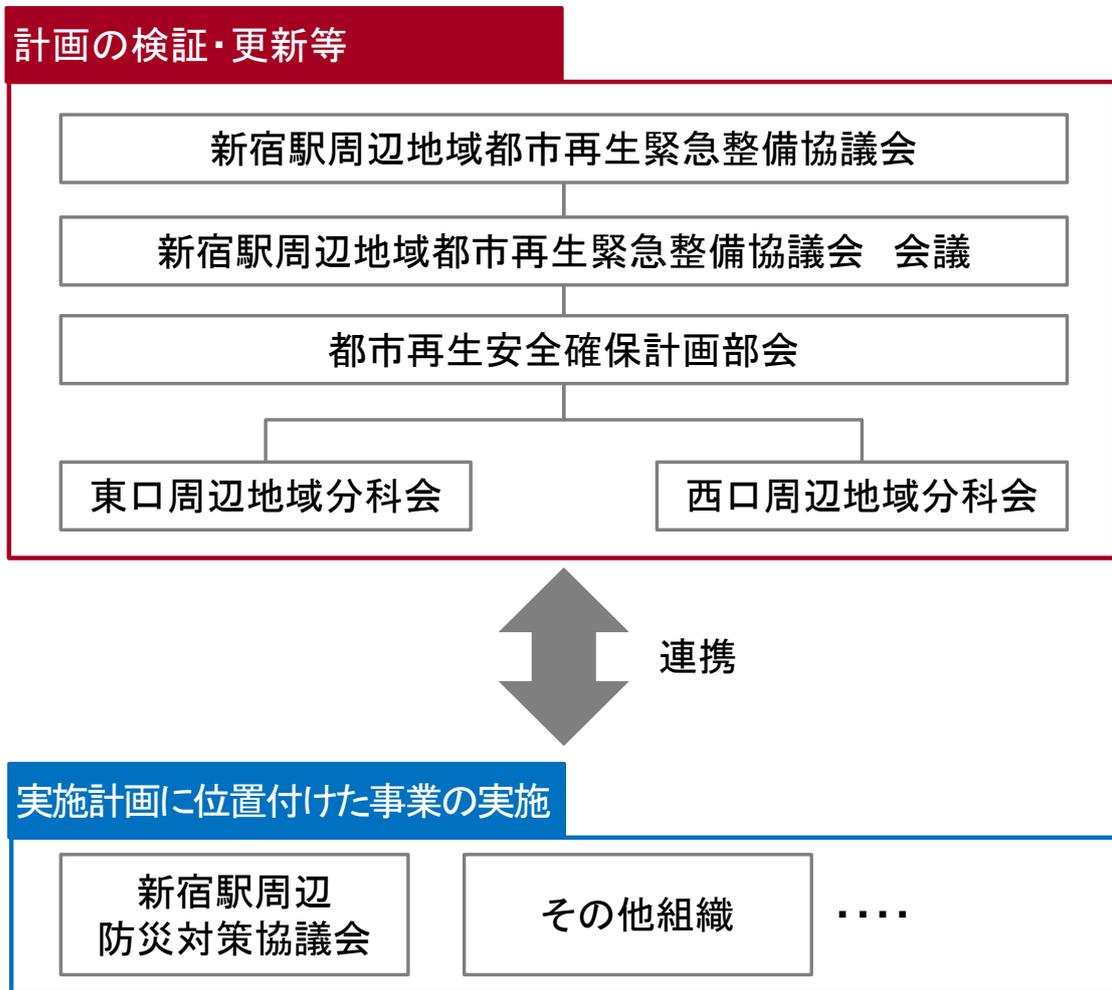 計画の検証・更新等
新宿駅周辺地域都市再生緊急整備協議会
新宿駅周辺地域都市再生緊急整備協議会　会議
都市再生安全確保計画部会
東口周辺地域分科会
西口周辺地域分科会
連携
実施計画に位置付けた事業の実施
新宿駅周辺
防災対策協議会
その他組織
・・・・